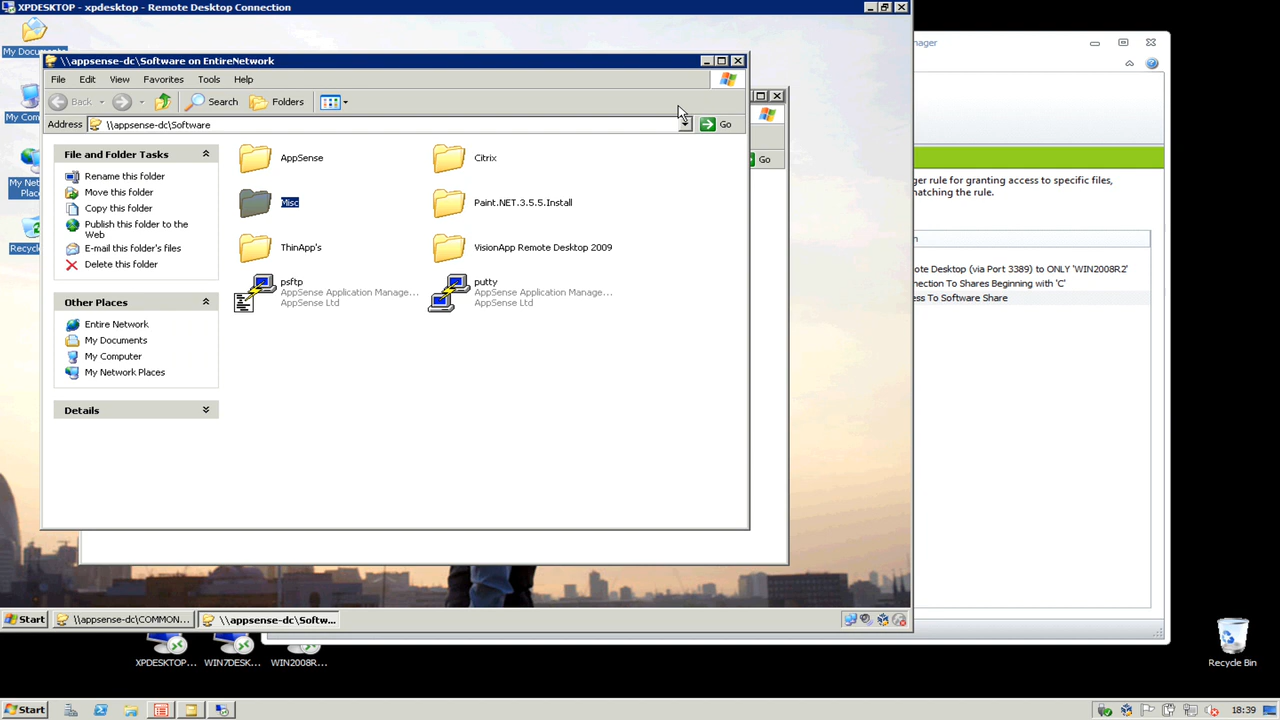 XPDESKTOP - xpdesktop - Remote Desktop Connection
My Documents
\\appsense-dc\Software on EntireNetwork
nager
File Edit View Favorites Tools Help
Back Search Folders
Address \\appsense-dc\Software Go
Go
File and Folder Tasks
Rename this folder
Move this folder
Copy this folder
Publish this folder to the
Web
E-mail this folder's files
Delete this folder
Other Places
Entire Network
My Documents
My Computer
My Network Places
Details
AppSense
Citrix
Misc
Paint.NET.3.5.5.Install
ThinApp's
VisionApp Remote Desktop 2009
psftp
AppSense Application Manage...
AppSense Ltd
putty
AppSense Application Manage...
AppSense Ltd
My Com
My Net
Place
Recycl
ger rule for granting access to specific files,
matching the rule.
n
ote Desktop (via Port 3389) to ONLY 'WIN2008R2'
nection To Shares Beginning with 'C'
ess To Software Share
Start \\appsense-dc\COMMON... \\appsense-dc\Softw...
XPDESKTOP... WIN7DESK... WIN2008R...
Recycle Bin
Start 18:39